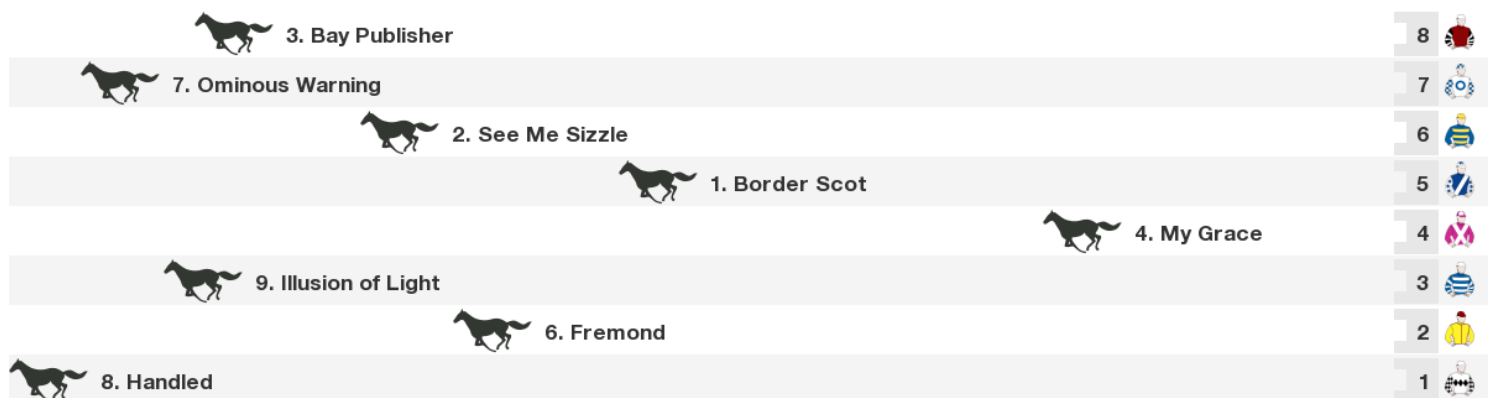 3. Bay Publisher 8
7. Ominous Warning 7
2. See Me Sizzle 6
1. Border Scot 5
4. My Grace 4
9. Illusion of Light 3
6. Fremond 2
8. Handled 1